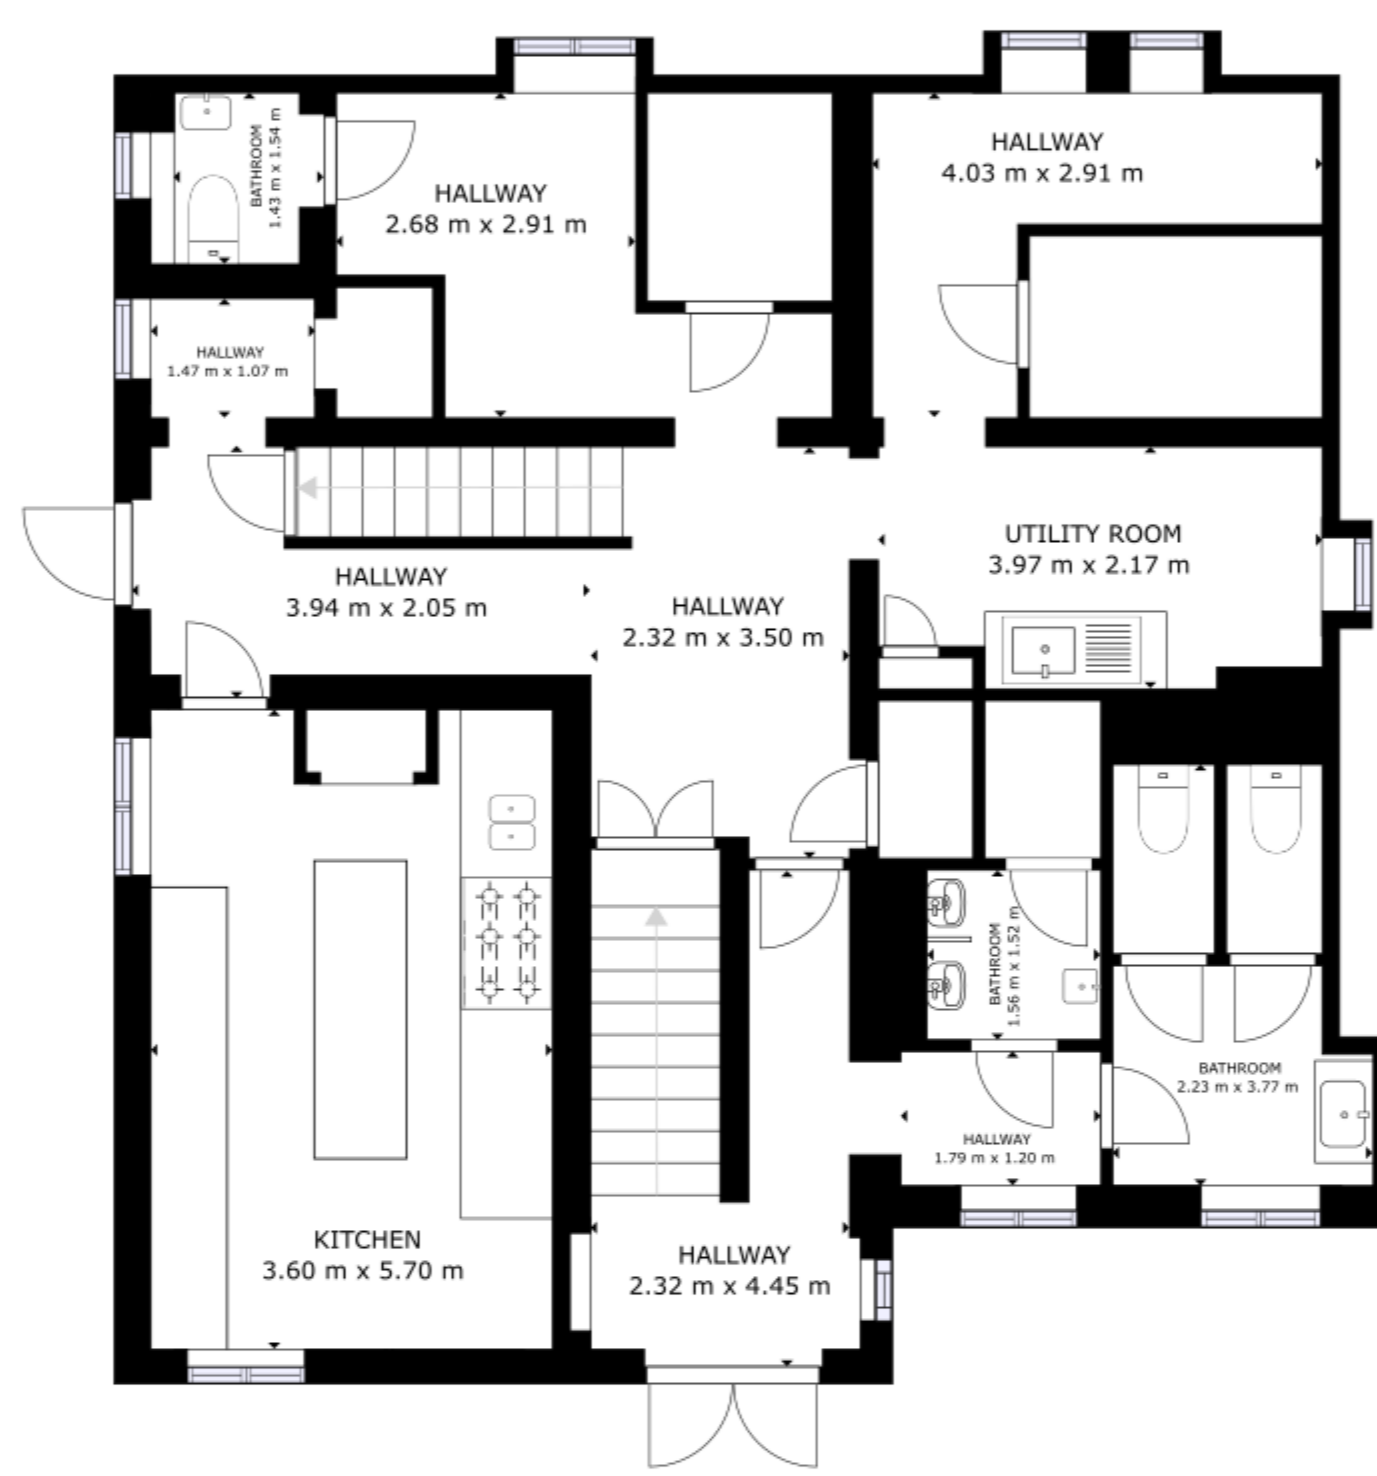 BATHROOM
1.43 m x 1.54 m
HALLWAY
2.68 m x 2.91 m
HALLWAY
4.03 m x 2.91 m
HALLWAY
1.47 m x 1.07 m
UTILITY ROOM
3.97 m x 2.17 m
HALLWAY
3.94 m x 2.05 m
HALLWAY
2.32 m x 3.50 m
BATHROOM
1.56 m x 1.52 m
BATHROOM
2.23 m x 3.77 m
HALLWAY
1.79 m x 1.20 m
KITCHEN
3.60 m x 5.70 m
HALLWAY
2.32 m x 4.45 m